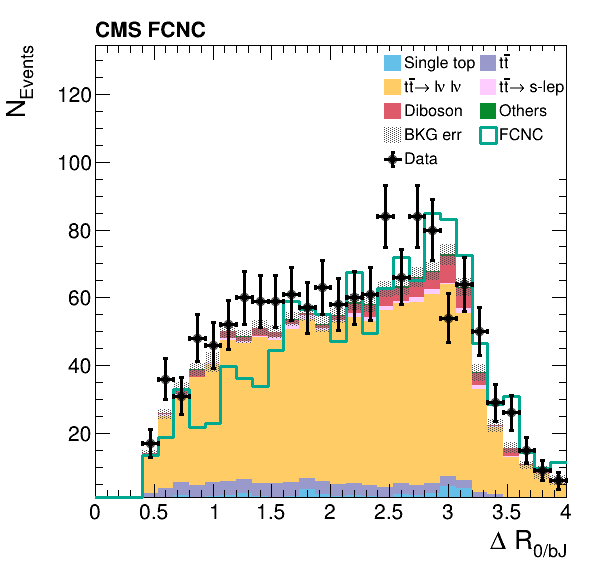 CMS FCNC
N_Events
Single top
tt̄
tt̄→ lν lν
tt̄→ s-lep
Diboson
Others
BKG err
FCNC
Data
120
100
80
60
40
20
0 0.5 1 1.5 2 2.5 3 3.5 4
Δ R_0/bJ